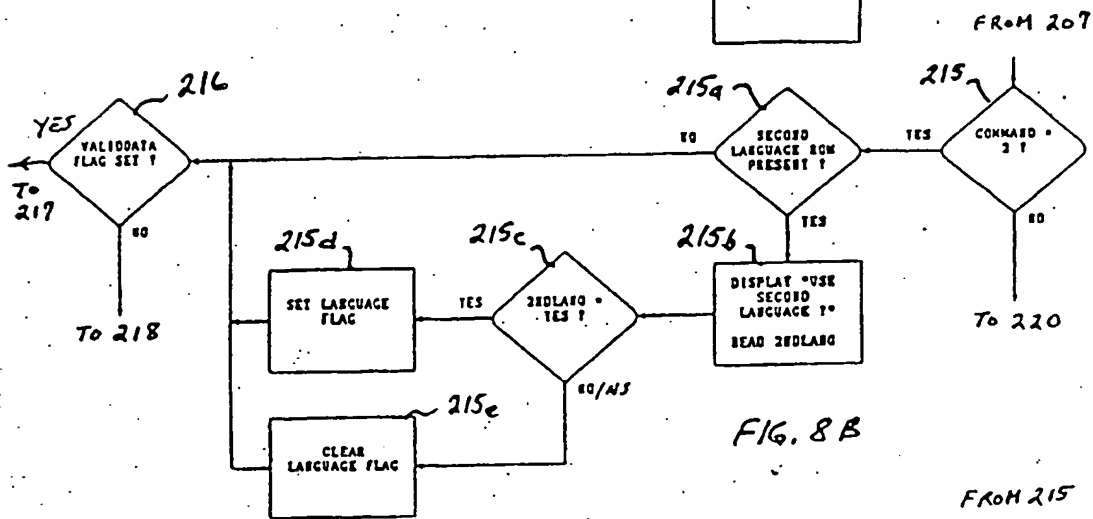 FROM 207
216
215a
215
YES
VALIDDATA
FLAG SET ?
TO
217
NO
TO 218
NO
SECOND
LANGUAGE ROM
PRESENT ?
YES
YES
COMMAND =
2 ?
NO
TO 220
215d
SET LANGUAGE
FLAG
215c
YES
2NDLANG =
YES ?
NO/NS
215b
DISPLAY "USE
SECOND
LANGUAGE ?"
READ 2NDLANG
215e
CLEAR
LANGUAGE FLAG
FIG. 8B
FROM 215